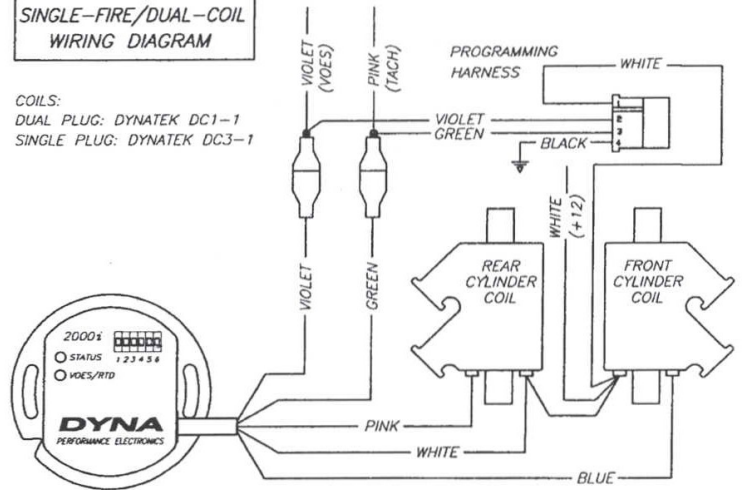 SINGLE-FIRE/DUAL-COIL
WIRING DIAGRAM
COILS:
DUAL PLUG: DYNATEK DC1-1
SINGLE PLUG: DYNATEK DC3-1
VIOLET
(VOES)
PINK
(TACH)
PROGRAMMING
HARNESS
WHITE
1
2
3
4
VIOLET
GREEN
BLACK
WHITE
(+12)
REAR
CYLINDER
COIL
FRONT
CYLINDER
COIL
VIOLET
GREEN
2000i
STATUS
1 2 3 4 5 6
VOES/RTD
DYNA
PERFORMANCE ELECTRONICS
PINK
WHITE
BLUE